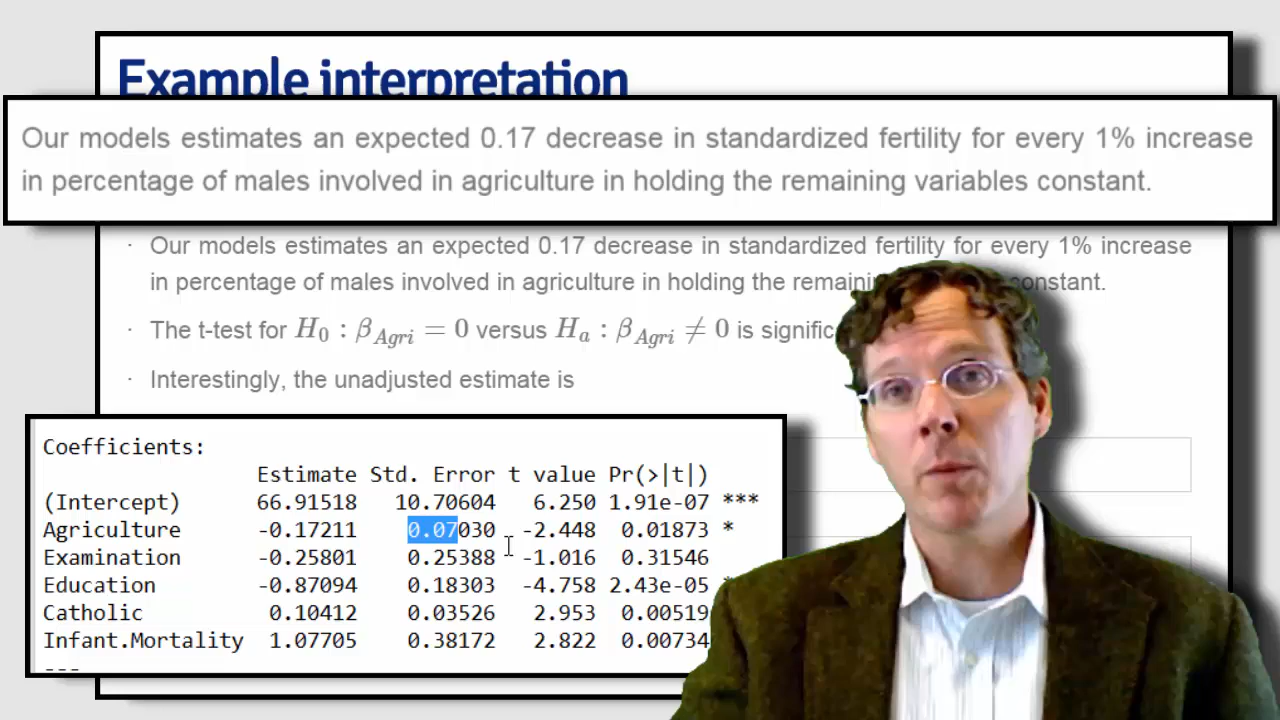 Example interpretation
Our models estimates an expected 0.17 decrease in standardized fertility for every 1% increase
in percentage of males involved in agriculture in holding the remaining variables constant.
· Our models estimates an expected 0.17 decrease in standardized fertility for every 1% increase
in percentage of males involved in agriculture in holding the constant.
· The t-test for H₀ : β_Agri = 0 versus Hₐ : β_Agri ≠ 0 is
· Interestingly, the unadjusted estimate is
Coefficients:
Estimate Std. Error t value Pr(>|t|)
(Intercept) 66.91518 10.70604 6.250 1.91e-07 ***
Agriculture -0.17211 0.07030 -2.448 0.01873 *
Examination -0.25801 0.25388 -1.016 0.31546
Education -0.87094 0.18303 -4.758 2.43e-05
Catholic 0.10412 0.03526 2.953 0.00519
Infant.Mortality 1.07705 0.38172 2.822 0.00734
---